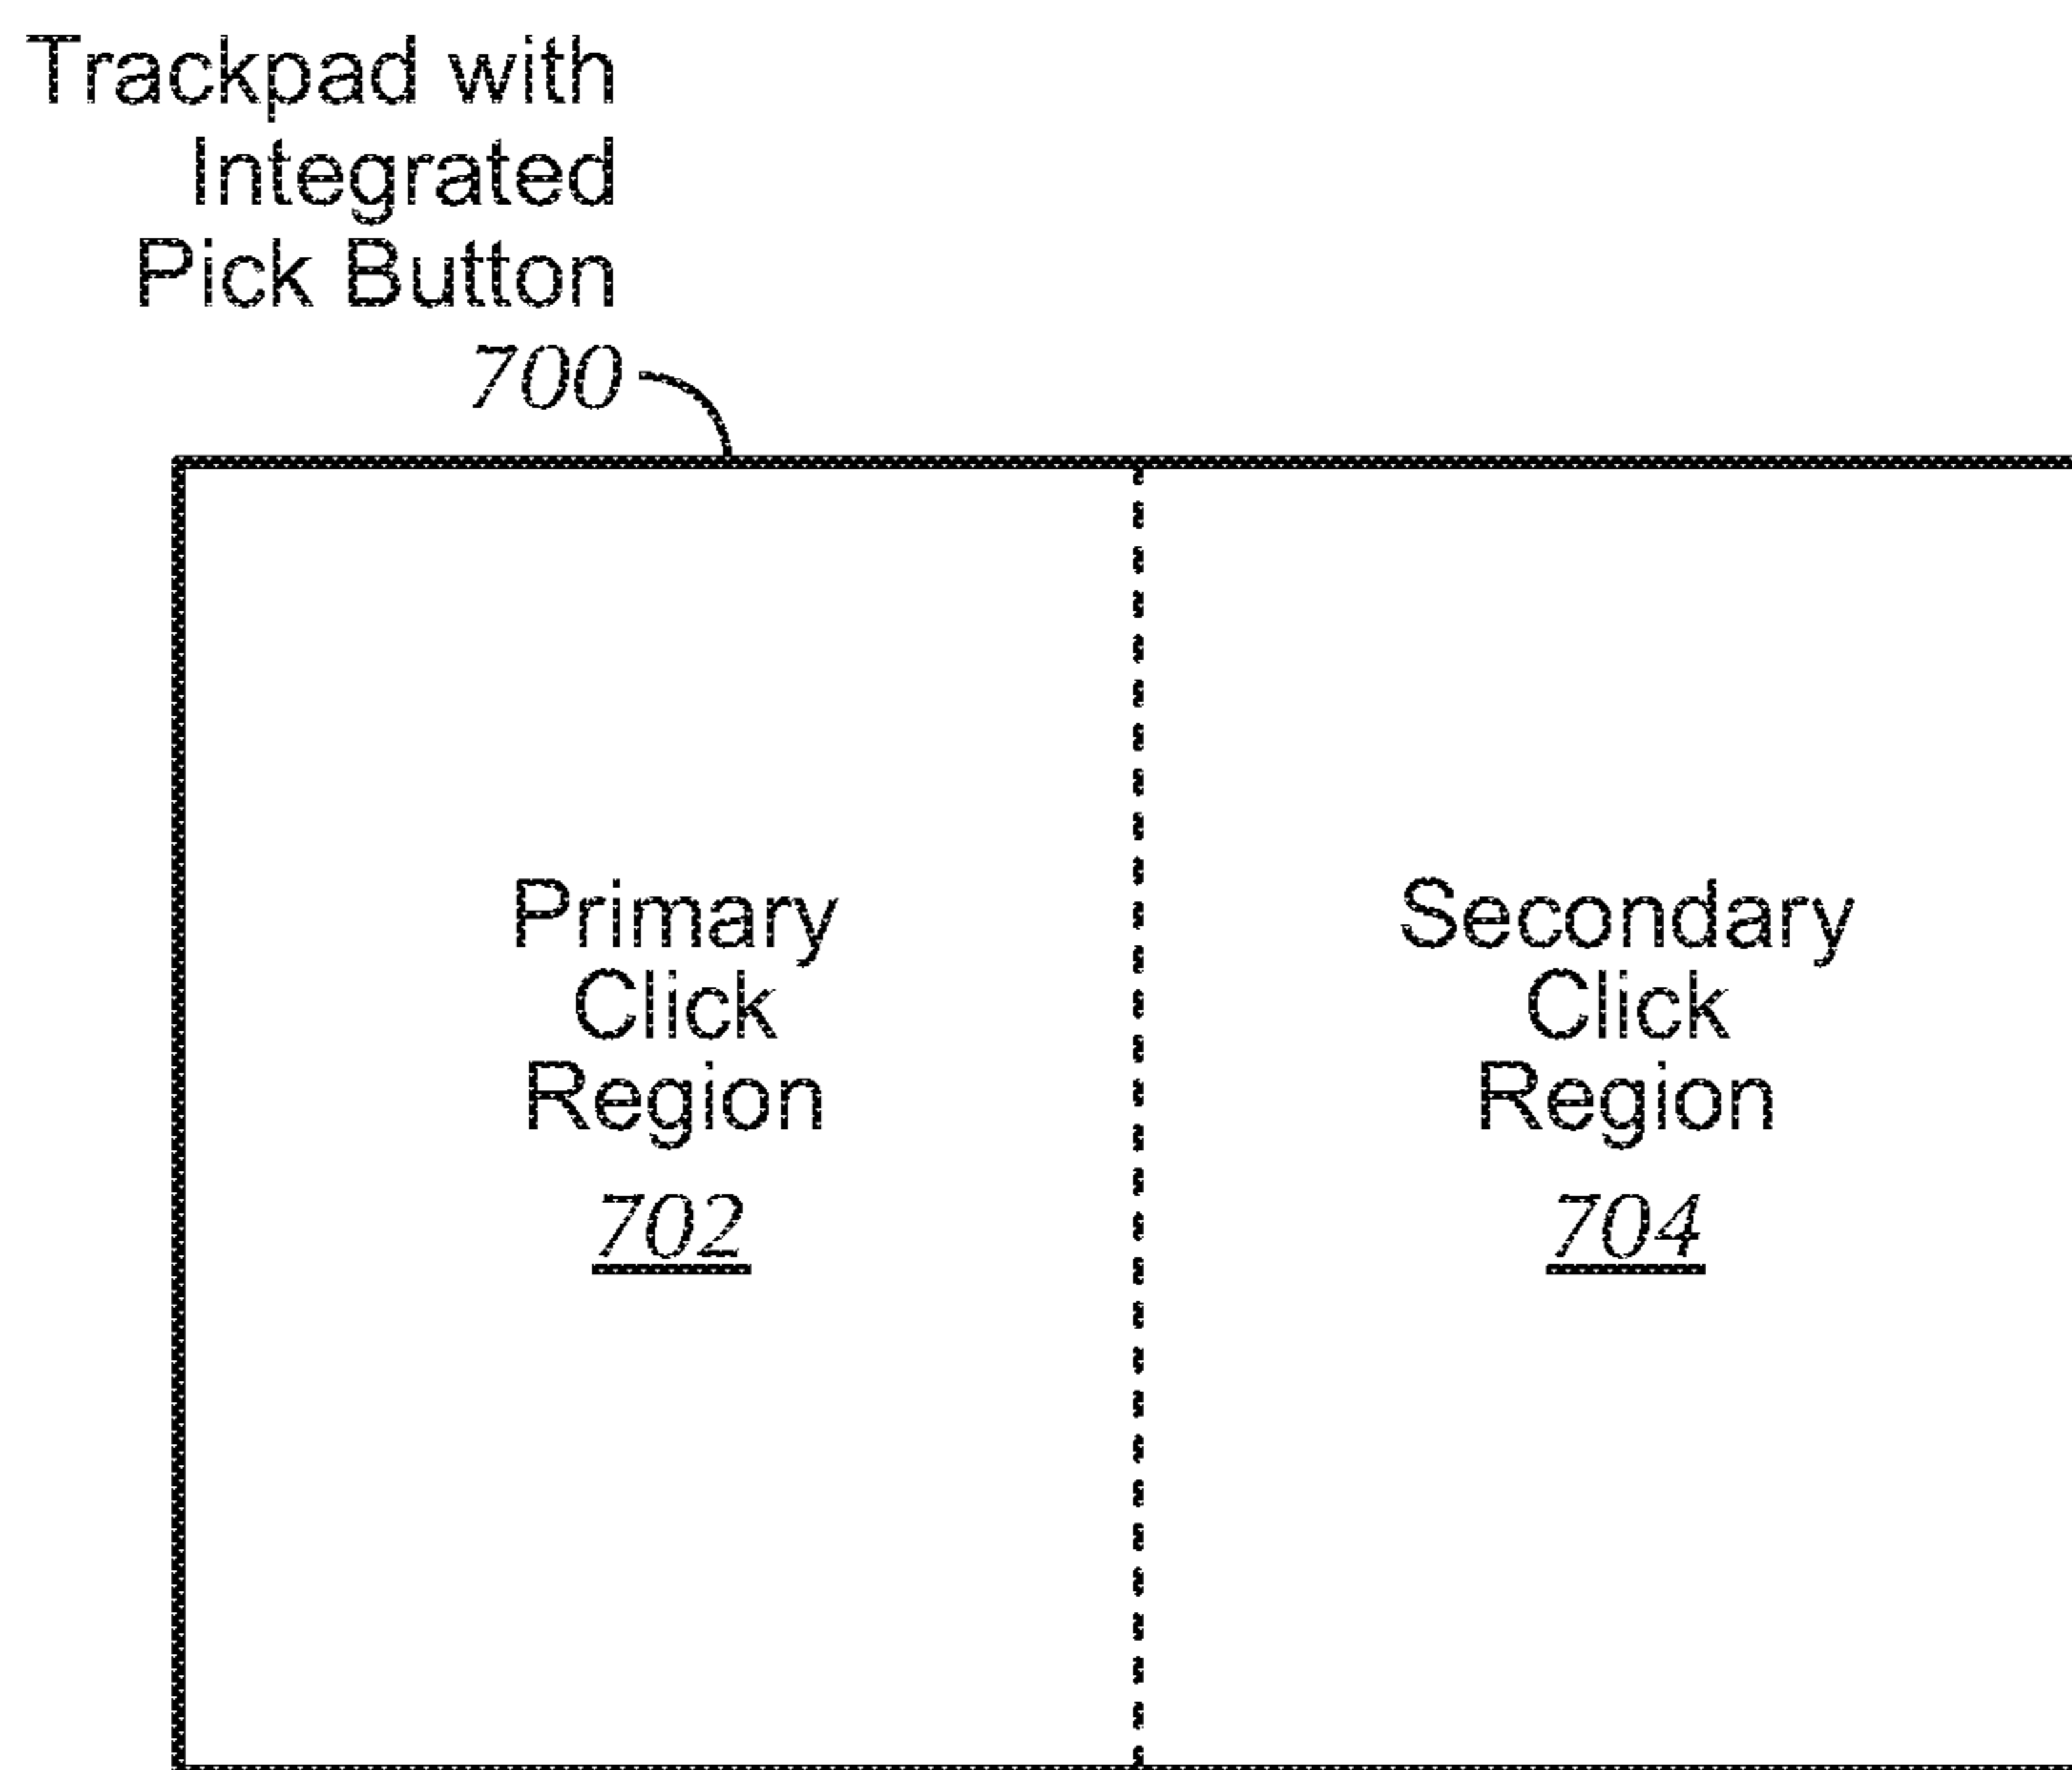 Trackpad with
Integrated
Pick Button
700
Primary
Click
Region
702
Secondary
Click
Region
704